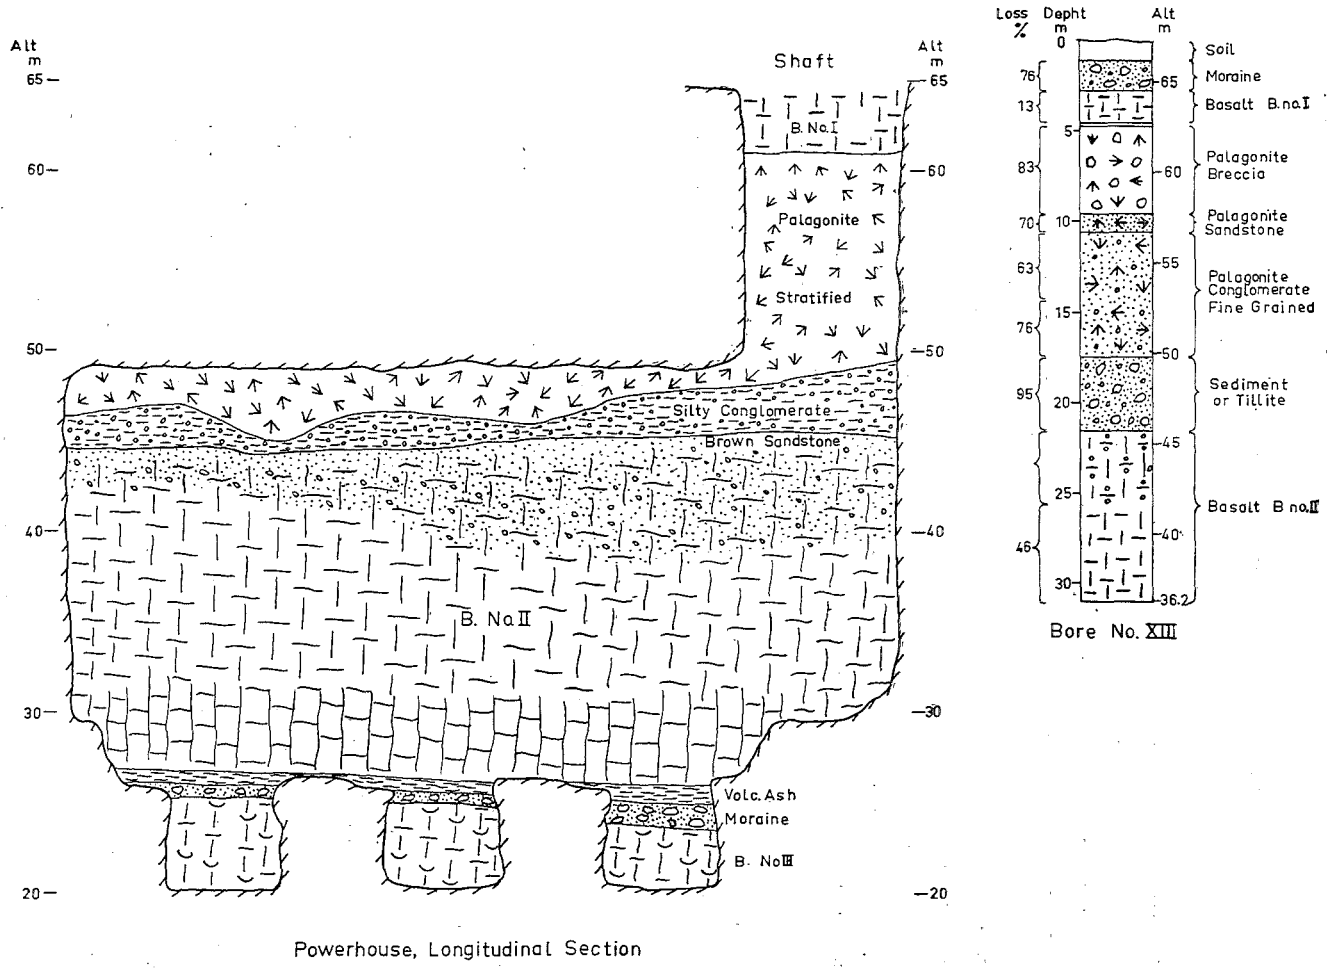 Alt
m
65
60
50
40
30
20
Shaft
Alt
m
65
60
50
40
30
20
B. No. I
Palagonite
Stratified
Silty Conglomerate
Brown Sandstone
B. No II
Volc. Ash
Moraine
B. No III
Powerhouse, Longitudinal Section
Loss
%
Depht
m
Alt
m
0
5
10
15
20
25
30
76
13
83
70
63
76
95
46
65
60
55
50
45
40
36.2
Soil
Moraine
Basalt B. no. I
Palagonite
Breccia
Palagonite
Sandstone
Palagonite
Conglomerate
Fine Grained
Sediment
or Tillite
Basalt B no. II
Bore No. XIII